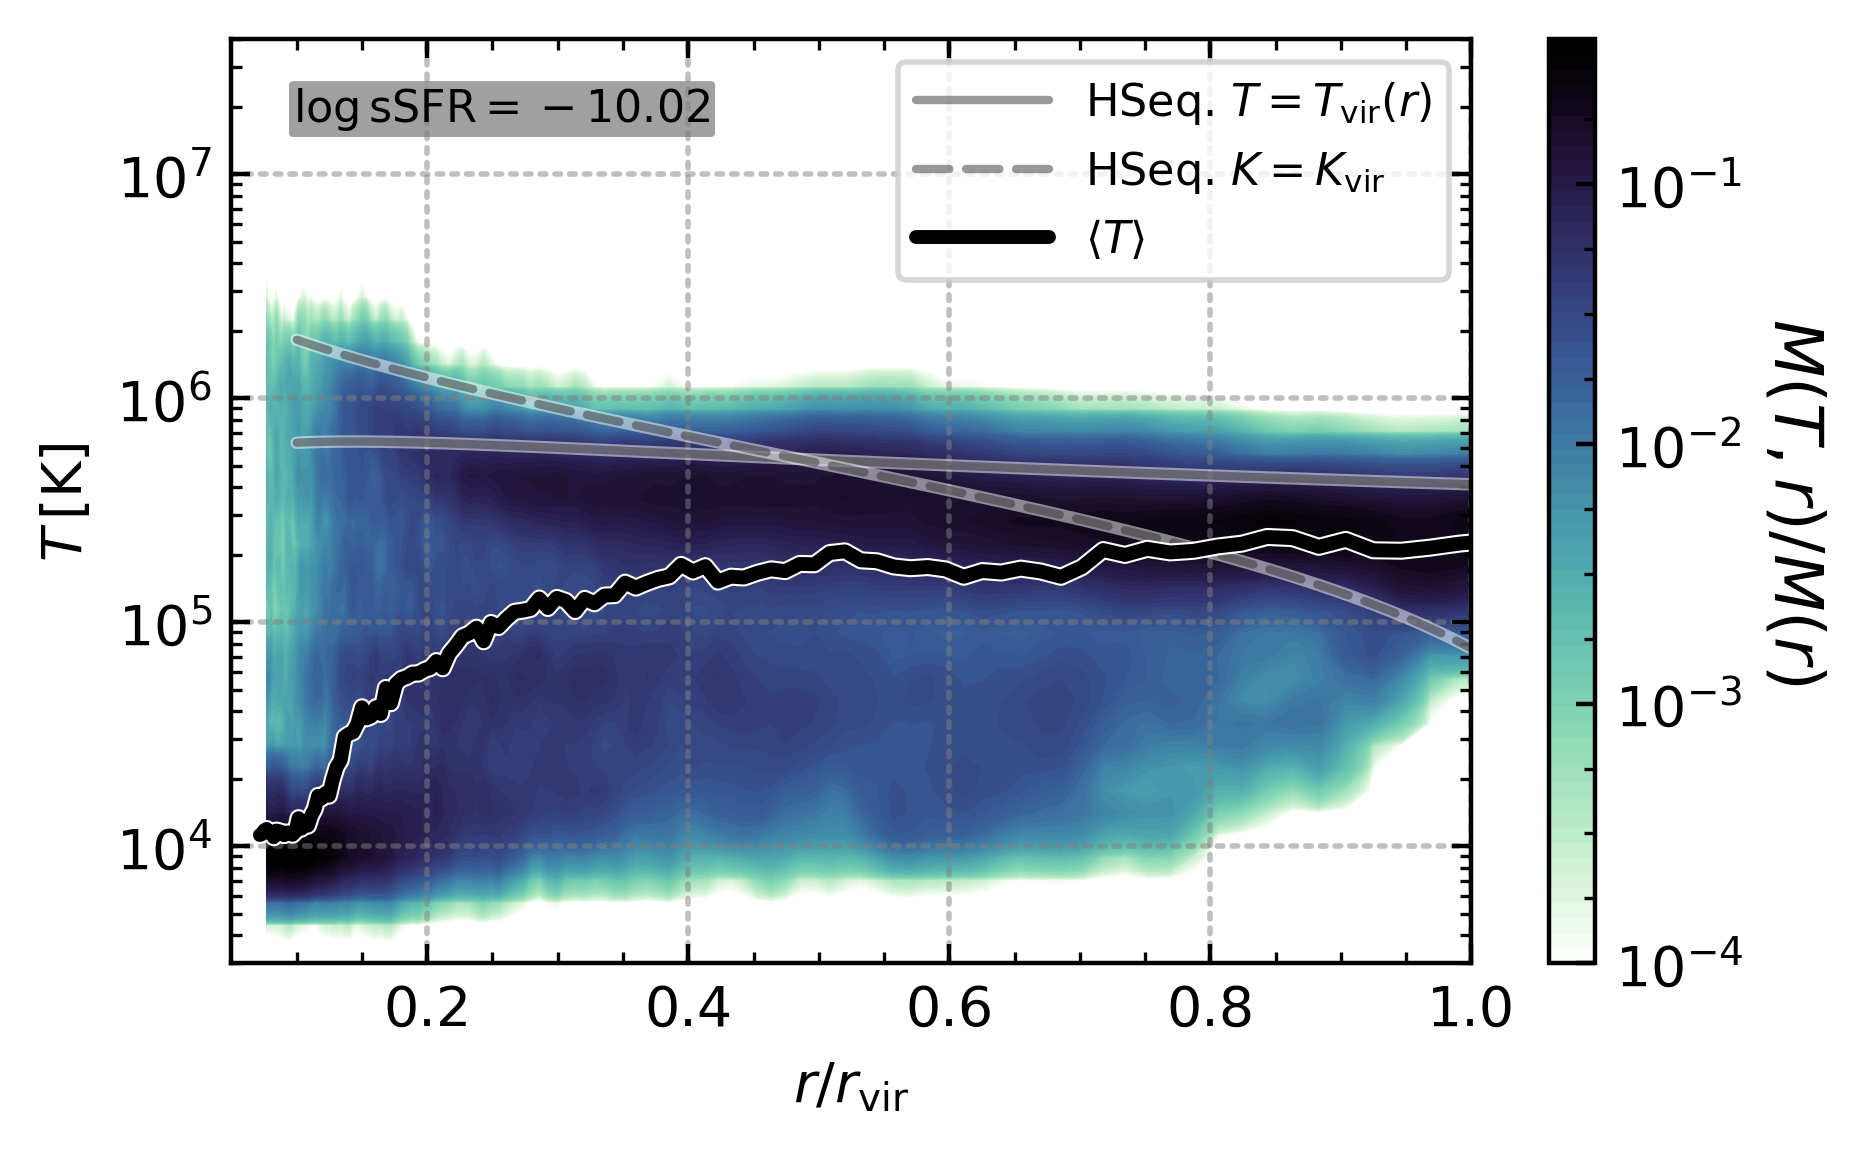 log sSFR = −10.02
HSeq. T = T_vir(r)
HSeq. K = K_vir
⟨T⟩
10^7
10^6
10^5
10^4
T [K]
0.2 0.4 0.6 0.8 1.0
r/r_vir
10^−1
10^−2
10^−3
10^−4
M(T, r)/M(r)